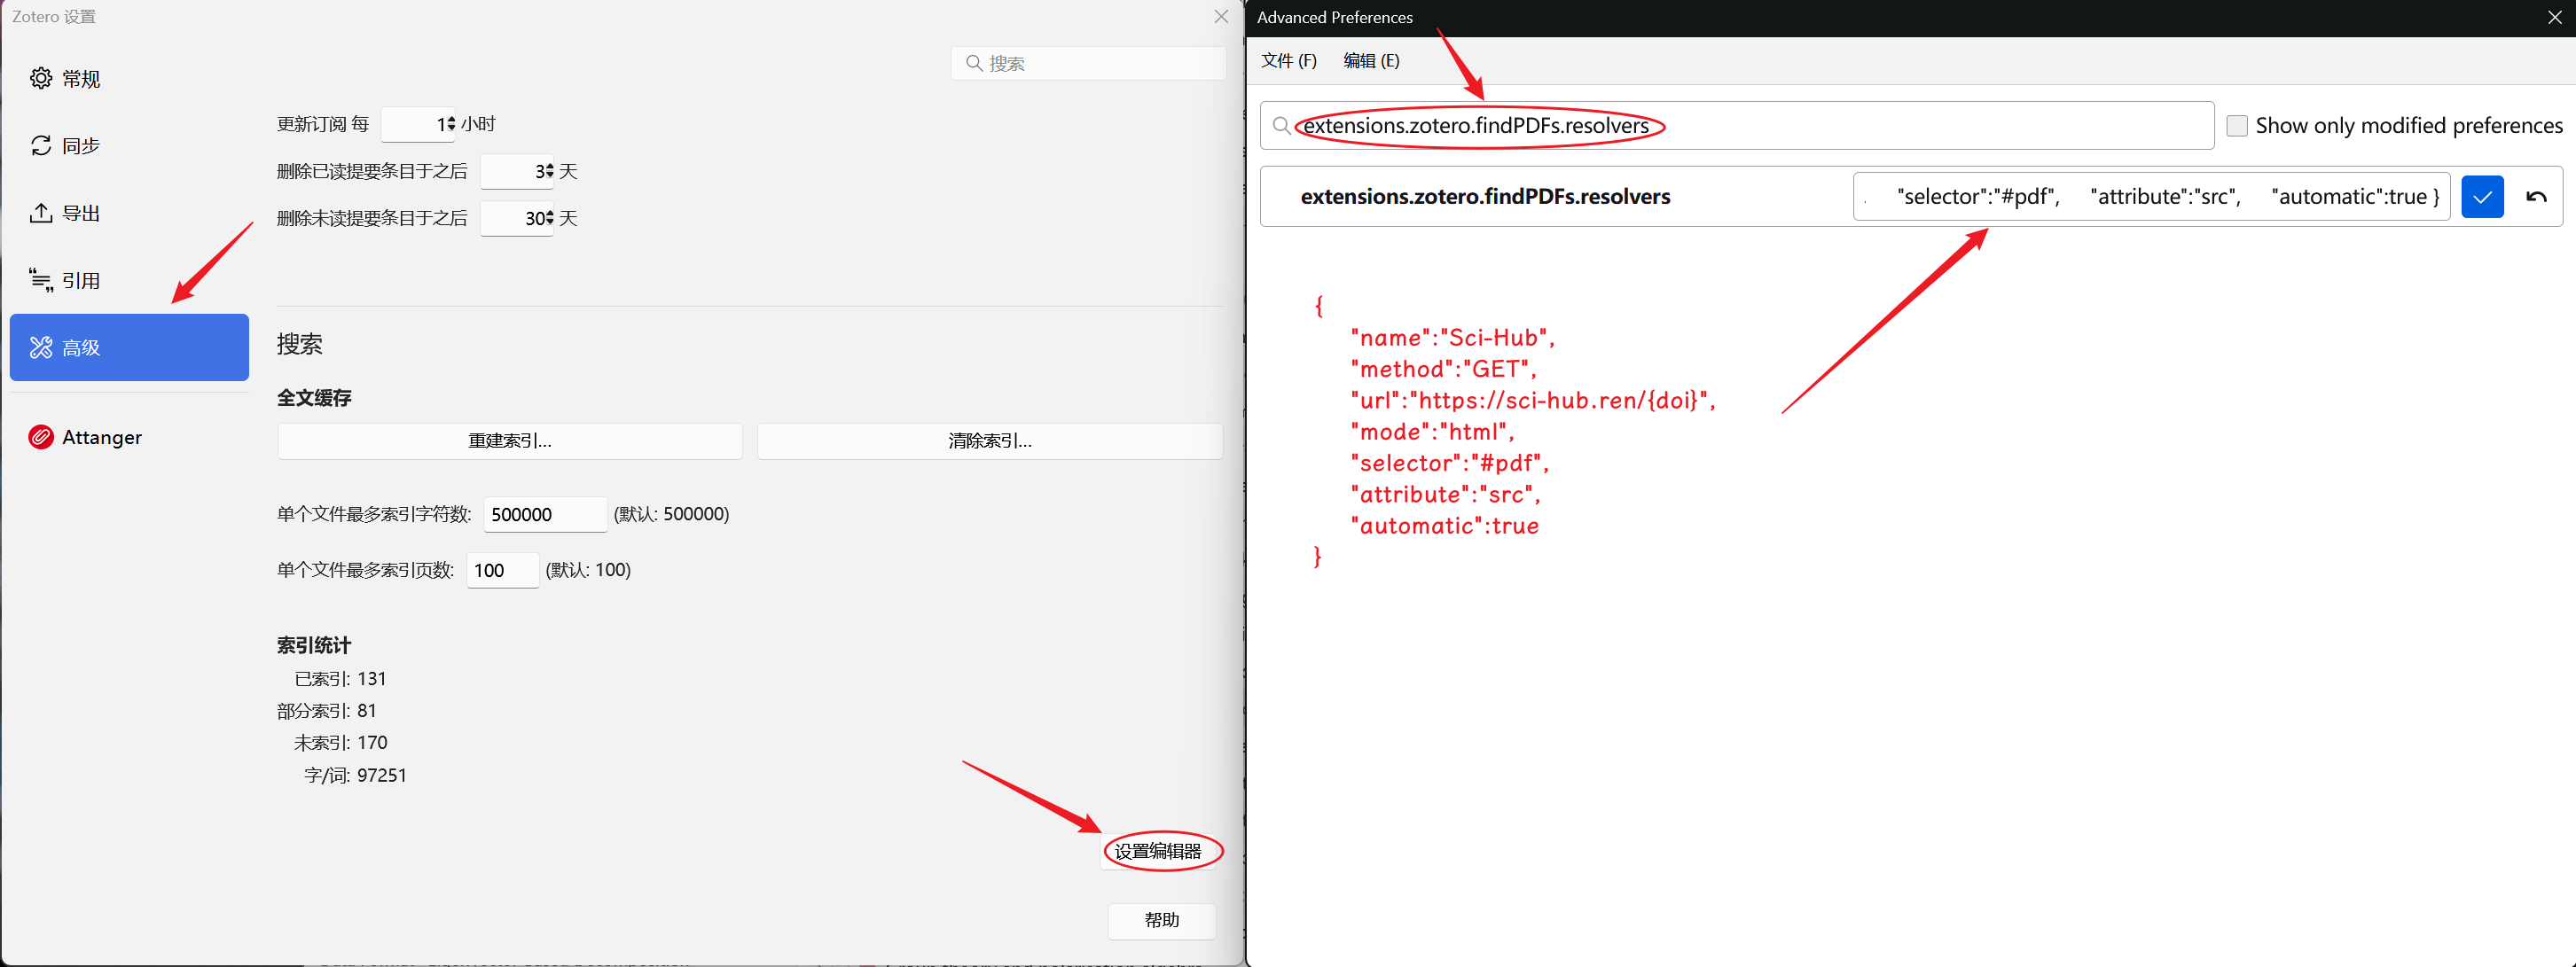 Zotero 设置
搜索
常规
同步
导出
引用
高级
Attanger
更新订阅 每 1 小时
删除已读提要条目于之后 3 天
删除未读提要条目于之后 30 天
搜索
全文缓存
重建索引...
清除索引...
单个文件最多索引字符数: 500000 (默认: 500000)
单个文件最多索引页数: 100 (默认: 100)
索引统计
已索引: 131
部分索引: 81
未索引: 170
字/词: 97251
设置编辑器
帮助
Advanced Preferences
文件 (F) 编辑 (E)
extensions.zotero.findPDFs.resolvers
Show only modified preferences
extensions.zotero.findPDFs.resolvers
"selector":"#pdf", "attribute":"src", "automatic":true }
{
"name":"Sci-Hub",
"method":"GET",
"url":"https://sci-hub.ren/{doi}",
"mode":"html",
"selector":"#pdf",
"attribute":"src",
"automatic":true
}